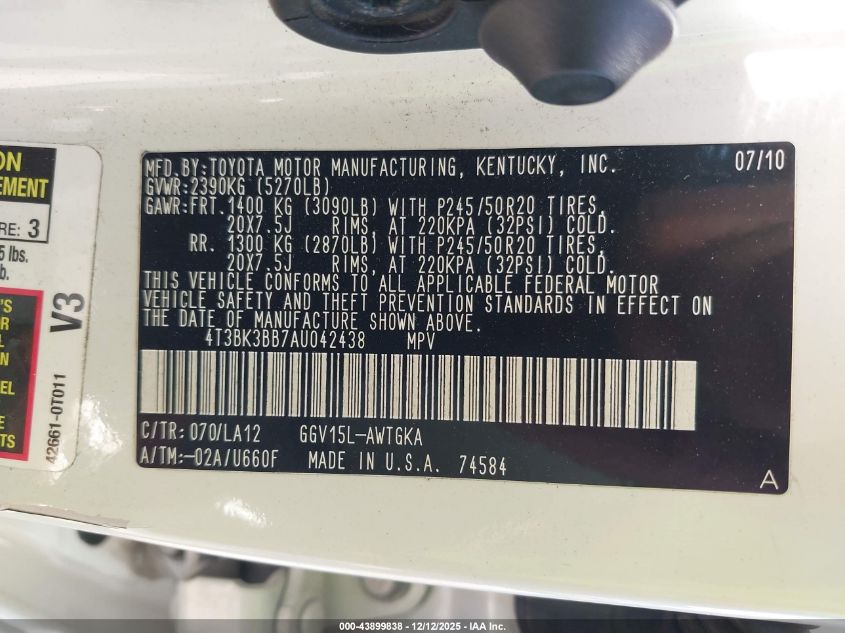 ON
EMENT
RE: 3
5 lbs.
b.
'S
OR
EL
E
TS
V3
42661-0T011
MFD.BY:TOYOTA MOTOR MANUFACTURING, KENTUCKY, INC. 07/10
GVWR:2390KG (5270LB)
GAWR:FRT.1400 KG (3090LB) WITH P245/50R20 TIRES,
20X7.5J RIMS, AT 220KPA (32PSI) COLD.
RR. 1300 KG (2870LB) WITH P245/50R20 TIRES,
20X7.5J RIMS, AT 220KPA (32PSI) COLD.
THIS VEHICLE CONFORMS TO ALL APPLICABLE FEDERAL MOTOR
VEHICLE SAFETY AND THEFT PREVENTION STANDARDS IN EFFECT ON
THE DATE OF MANUFACTURE SHOWN ABOVE.
4T3BK3BB7AU042438 MPV
C/TR: 070/LA12 GGV15L-AWTGKA
A/TM:-02A/U660F MADE IN U.S.A. 74584
A
000-43899838 - 12/12/2025 - IAA Inc.